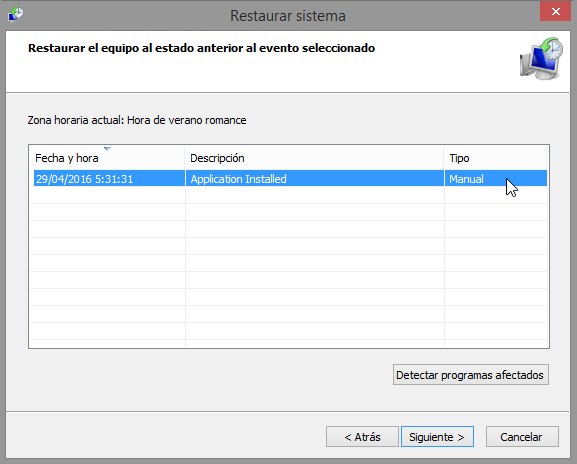 Restaurar sistema
Restaurar el equipo al estado anterior al evento seleccionado
Zona horaria actual: Hora de verano romance
Fecha y hora Descripción Tipo
29/04/2016 5:31:31 Application Installed Manual
Detectar programas afectados
< Atrás Siguiente > Cancelar